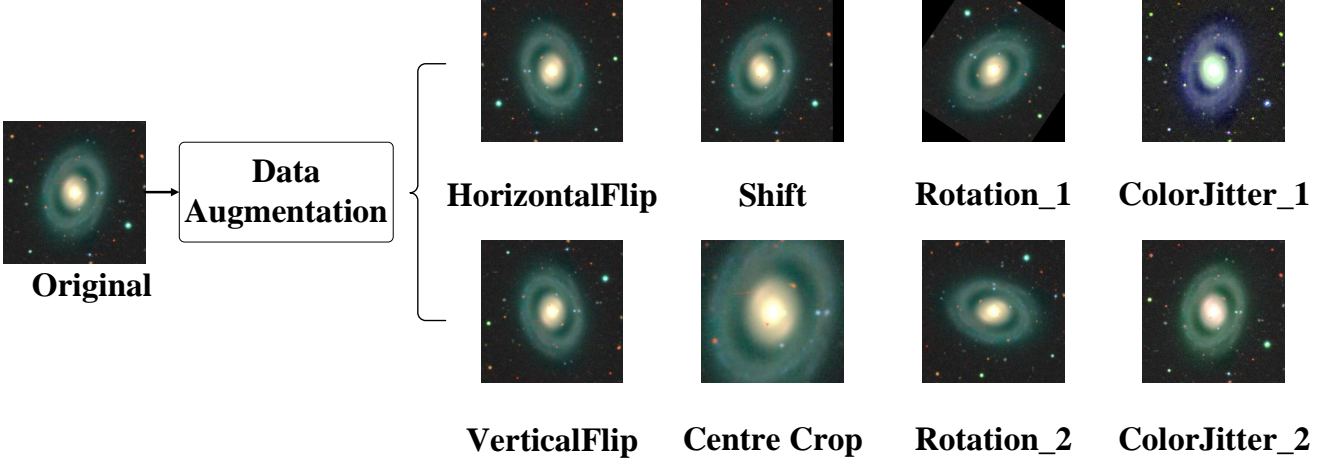 Data
Augmentation
Original
HorizontalFlip
Shift
Rotation_1
ColorJitter_1
VerticalFlip
Centre Crop
Rotation_2
ColorJitter_2